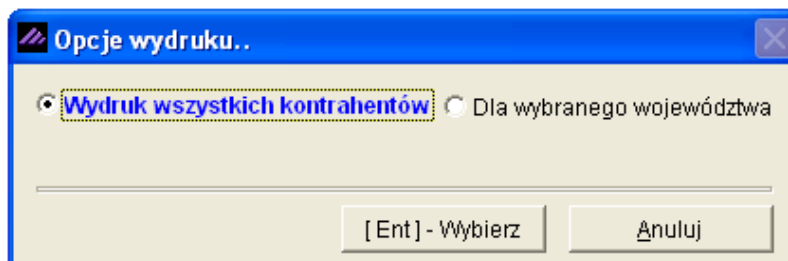 Opcje wydruku..
Wydruk wszystkich kontrahentów Dla wybranego województwa
[ Ent ] - Wybierz Anuluj